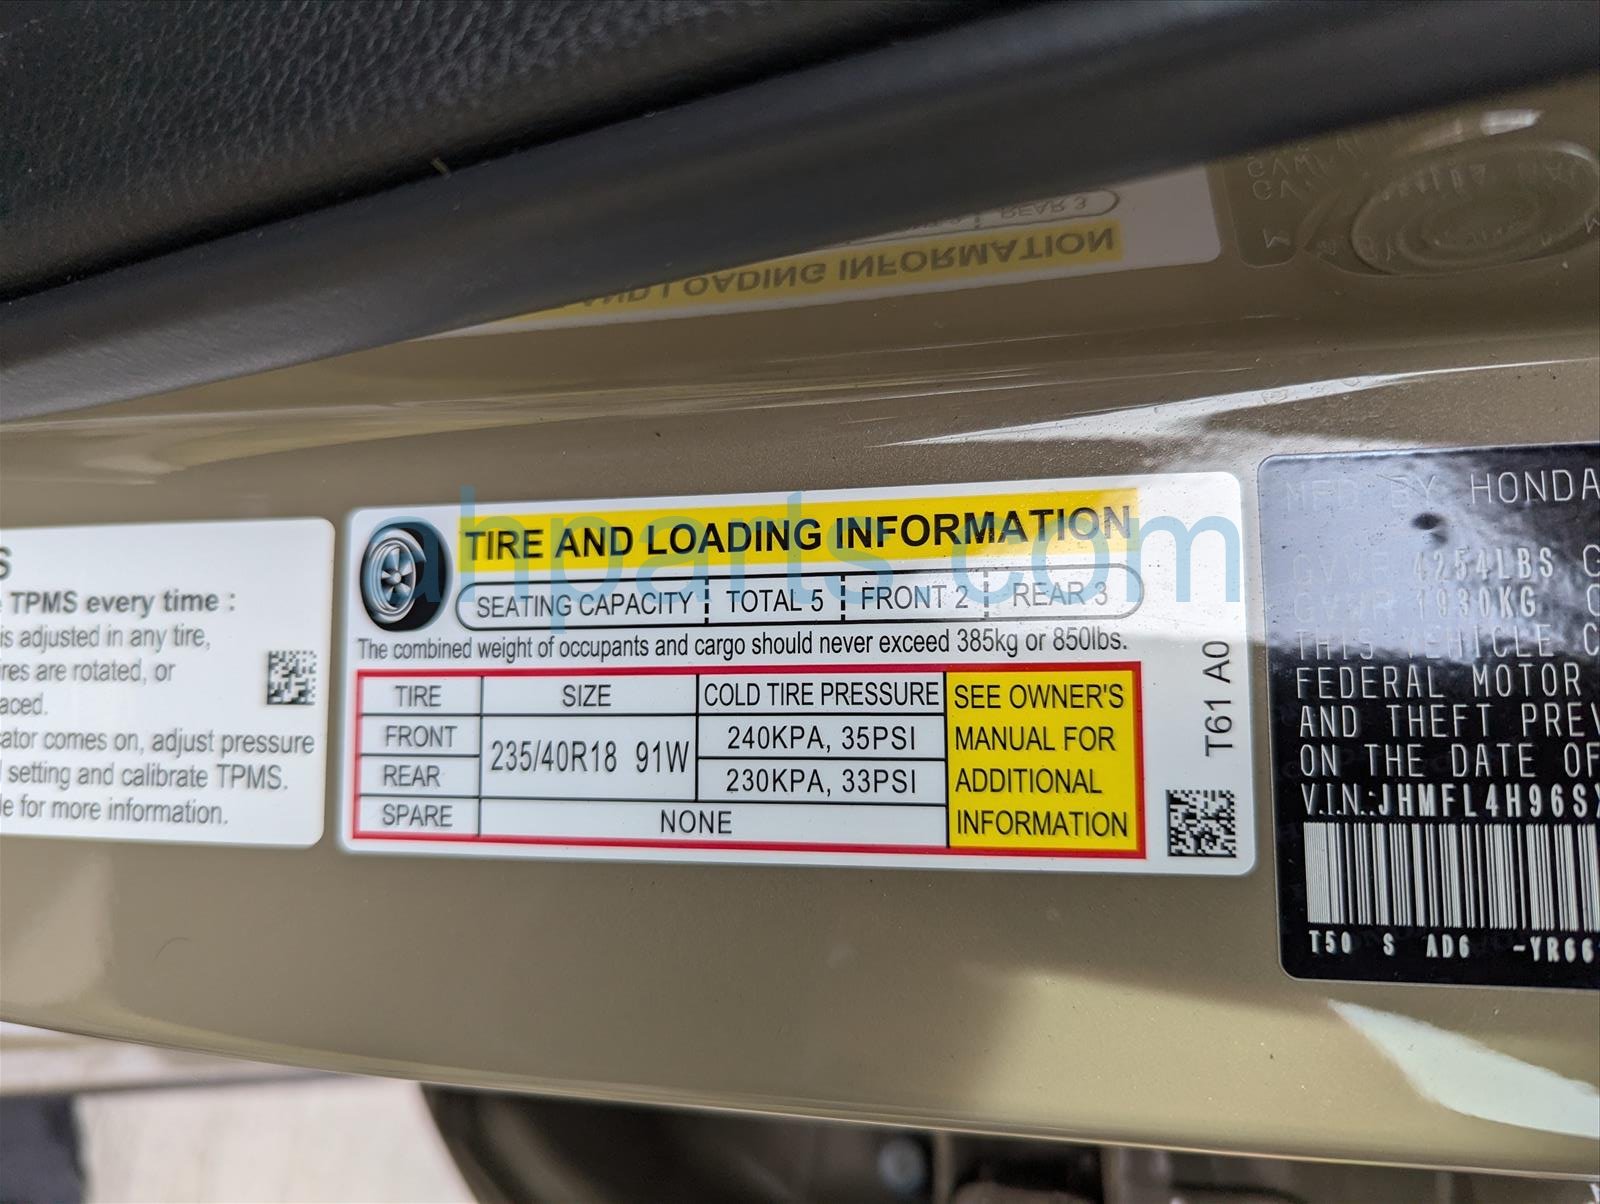 S
TPMS every time :
is adjusted in any tire,
ires are rotated, or
aced.
ator comes on, adjust pressure
setting and calibrate TPMS.
le for more information.
TIRE AND LOADING INFORMATION
SEATING CAPACITY TOTAL 5 FRONT 2 REAR 3
The combined weight of occupants and cargo should never exceed 385kg or 850lbs.
TIRE SIZE COLD TIRE PRESSURE
FRONT 235/40R18 91W 240KPA, 35PSI
REAR 230KPA, 33PSI
SPARE NONE
SEE OWNER'S
MANUAL FOR
ADDITIONAL
INFORMATION
T61 A0
MFD BY HONDA
GVWR 4254LBS G
GVWR 1930KG
THIS VEHICLE C
FEDERAL MOTOR
AND THEFT PREV
ON THE DATE OF
V.I.N.:JHMFL4H96S
T50 S AD6 -YR66
ahparts.com
LOADING INFORMATION
REAR 3